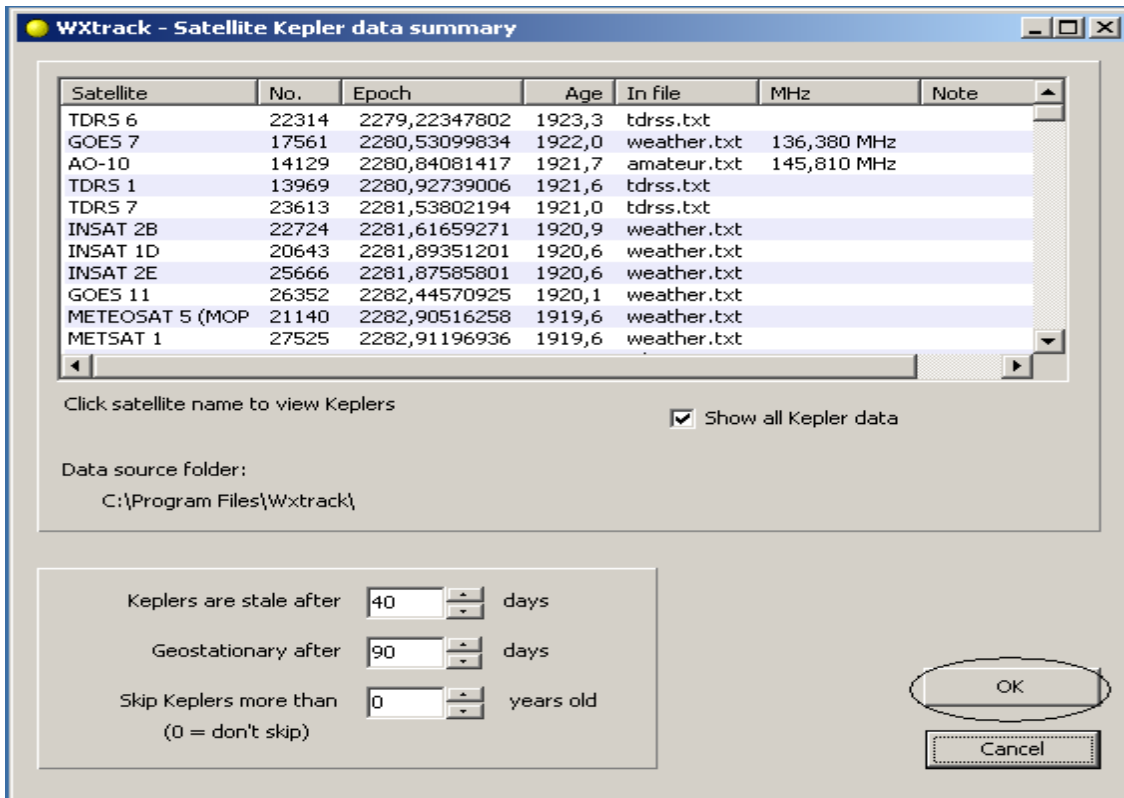 WXtrack - Satellite Kepler data summary
Satellite No. Epoch Age In file MHz Note
TDRS 6 22314 2279,22347802 1923,3 tdrss.txt
GOES 7 17561 2280,53099834 1922,0 weather.txt 136,380 MHz
AO-10 14129 2280,84081417 1921,7 amateur.txt 145,810 MHz
TDRS 1 13969 2280,92739006 1921,6 tdrss.txt
TDRS 7 23613 2281,53802194 1921,0 tdrss.txt
INSAT 2B 22724 2281,61659271 1920,9 weather.txt
INSAT 1D 20643 2281,89351201 1920,6 weather.txt
INSAT 2E 25666 2281,87585801 1920,6 weather.txt
GOES 11 26352 2282,44570925 1920,1 weather.txt
METEOSAT 5 (MOP 21140 2282,90516258 1919,6 weather.txt
METSAT 1 27525 2282,91196936 1919,6 weather.txt
Click satellite name to view Keplers
Show all Kepler data
Data source folder:
C:\Program Files\Wxtrack\
Keplers are stale after 40 days
Geostationary after 90 days
Skip Keplers more than 0 years old
(0 = don't skip)
OK
Cancel